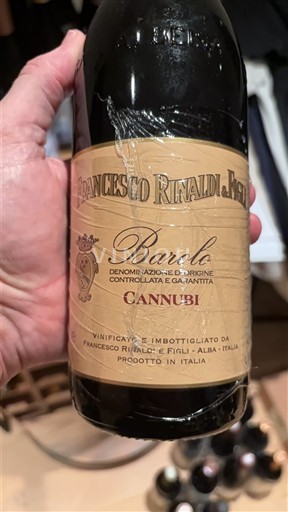 ALBEISA
FRANCESCO RINALDI & FIGLI
Barolo
DENOMINAZIONE DI ORIGINE
CONTROLLATA E GARANTITA
CANNUBI
VINIFICATO E IMBOTTIGLIATO DA
FRANCESCO RINALDI E FIGLI - ALBA - ITALIA
PRODOTTO IN ITALIA